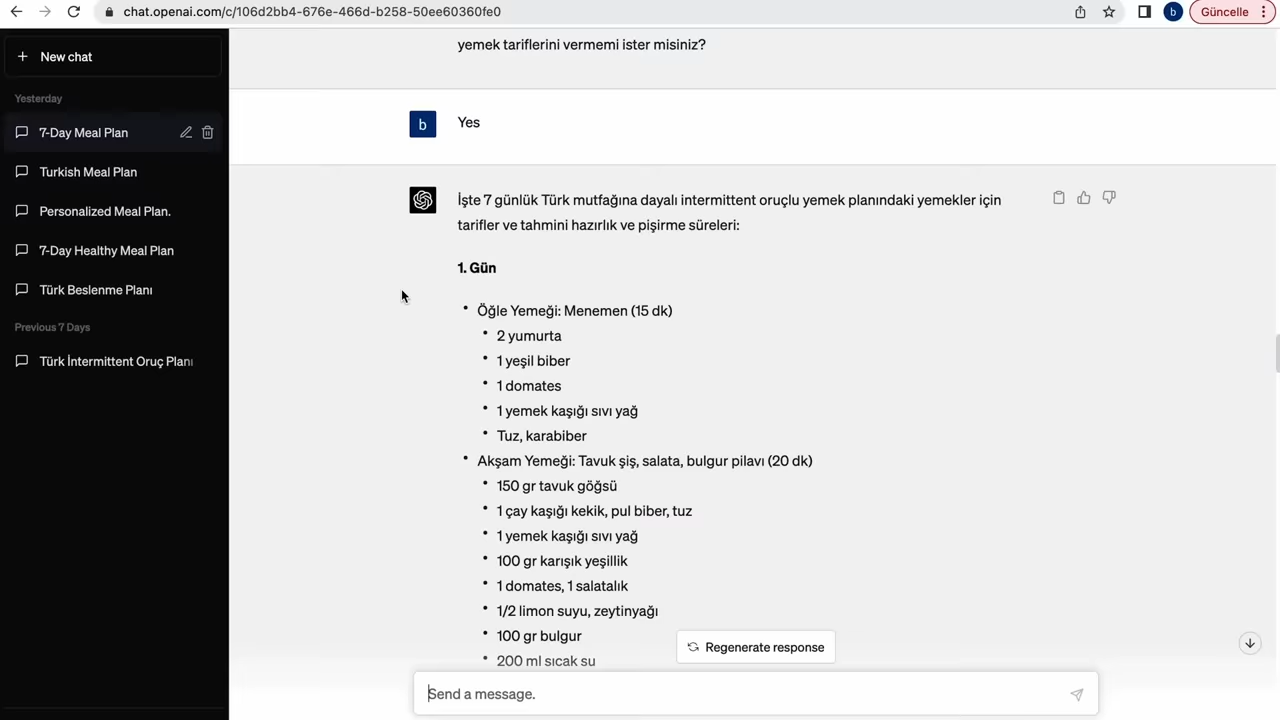 chat.openai.com/c/106d2bb4-676e-466d-b258-50ee60360fe0
b
Güncelle
New chat
Yesterday
7-Day Meal Plan
Turkish Meal Plan
Personalized Meal Plan.
7-Day Healthy Meal Plan
Türk Beslenme Planı
Previous 7 Days
Türk İntermittent Oruç Planı
yemek tariflerini vermemi ister misiniz?
b
Yes
İşte 7 günlük Türk mutfağına dayalı intermittent oruçlu yemek planındaki yemekler için
tarifler ve tahmini hazırlık ve pişirme süreleri:
1. Gün
• Öğle Yemeği: Menemen (15 dk)
• 2 yumurta
• 1 yeşil biber
• 1 domates
• 1 yemek kaşığı sıvı yağ
• Tuz, karabiber
• Akşam Yemeği: Tavuk şiş, salata, bulgur pilavı (20 dk)
• 150 gr tavuk göğsü
• 1 çay kaşığı kekik, pul biber, tuz
• 1 yemek kaşığı sıvı yağ
• 100 gr karışık yeşillik
• 1 domates, 1 salatalık
• 1/2 limon suyu, zeytinyağı
• 100 gr bulgur
• 200 ml sıcak su
Regenerate response
Send a message.